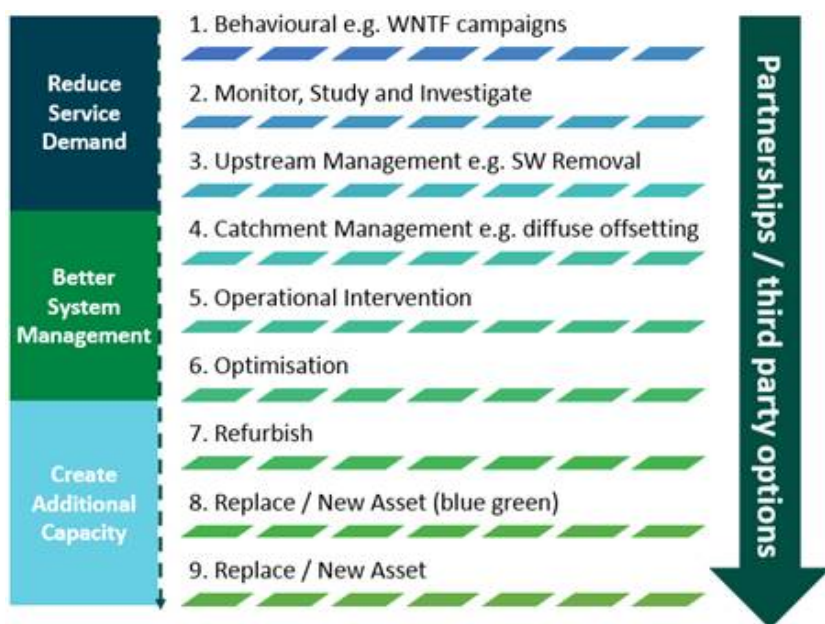 Reduce
Service
Demand
1. Behavioural e.g. WNTF campaigns
2. Monitor, Study and Investigate
3. Upstream Management e.g. SW Removal
Better
System
Management
4. Catchment Management e.g. diffuse offsetting
5. Operational Intervention
6. Optimisation
Create
Additional
Capacity
7. Refurbish
8. Replace / New Asset (blue green)
9. Replace / New Asset
Partnerships / third party options